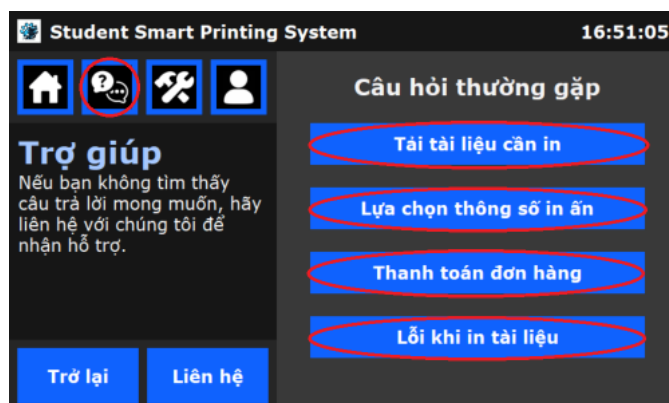 Student Smart Printing System
16:51:05
Trợ giúp
Nếu bạn không tìm thấy
câu trả lời mong muốn, hãy
liên hệ với chúng tôi để
nhận hỗ trợ.
Trở lại
Liên hệ
Câu hỏi thường gặp
Tải tài liệu cần in
Lựa chọn thông số in ấn
Thanh toán đơn hàng
Lỗi khi in tài liệu